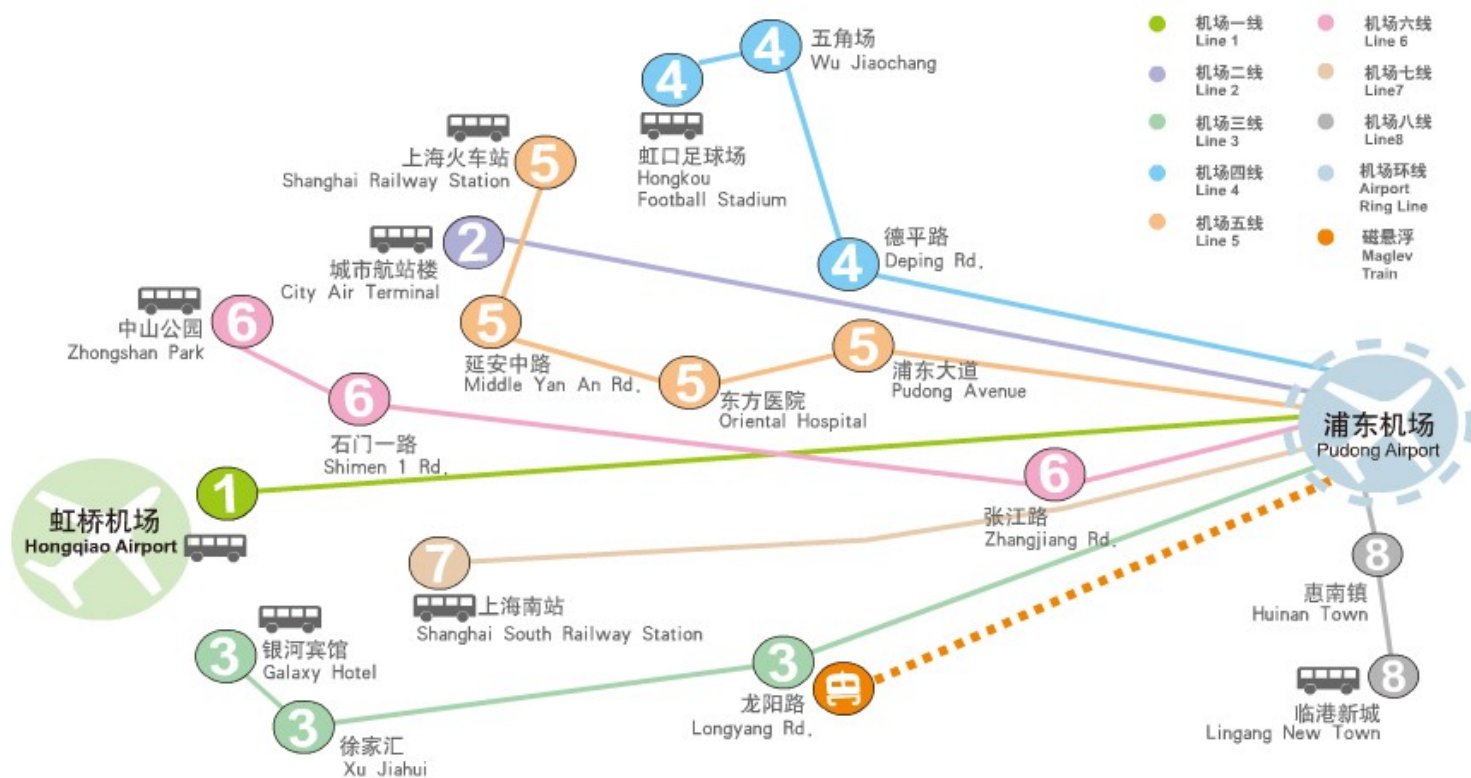 机场一线
Line 1
机场二线
Line 2
机场三线
Line 3
机场四线
Line 4
机场五线
Line 5
机场六线
Line 6
机场七线
Line7
机场八线
Line8
机场环线
Airport
Ring Line
磁悬浮
Maglev
Train
4
五角场
Wu Jiaochang
4
虹口足球场
Hongkou
Football Stadium
上海火车站
Shanghai Railway Station
5
2
城市航站楼
City Air Terminal
4
德平路
Deping Rd.
6
中山公园
Zhongshan Park
5
延安中路
Middle Yan An Rd.
5
东方医院
Oriental Hospital
5
浦东大道
Pudong Avenue
6
石门一路
Shimen 1 Rd.
浦东机场
Pudong Airport
1
虹桥机场
Hongqiao Airport
6
张江路
Zhangjiang Rd.
7
上海南站
Shanghai South Railway Station
8
惠南镇
Huinan Town
3
银河宾馆
Galaxy Hotel
3
徐家汇
Xu Jiahui
3
龙阳路
Longyang Rd.
8
临港新城
Lingang New Town